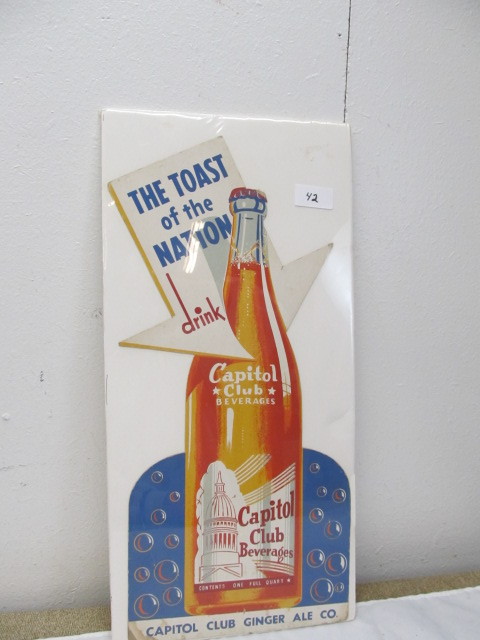 THE TOAST
of the
NATION
42
drink
Capitol
Club
BEVERAGES
Capitol
Club
Beverages
CONTENTS ONE FULL QUART
CAPITOL CLUB GINGER ALE CO.